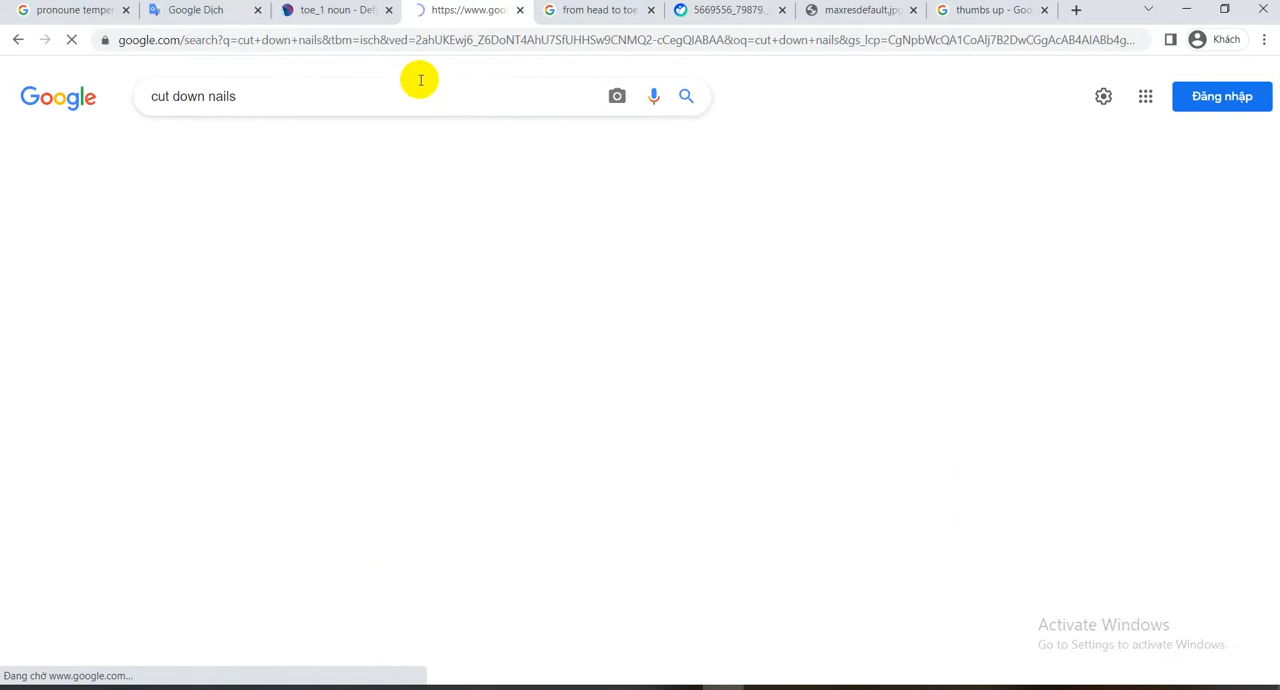 pronoune temper
Google Dịch
toe_1 noun - Def
https://www.goo
from head to toe
5669556_79879.
maxresdefault.jp
thumbs up - Goo
google.com/search?q=cut+down+nails&tbm=isch&ved=2ahUKEwj6_Z6DoNT4AhU7SfUHHSw9CNMQ2-cCegQIABAA&oq=cut+down+nails&gs_lcp=CgNpbWcQA1CoAlj7B2DwCGgAcAB4AIABb4g...
Khách
Google
cut down nails
Đăng nhập
Activate Windows
Go to Settings to activate Windows.
Đang chờ www.google.com...